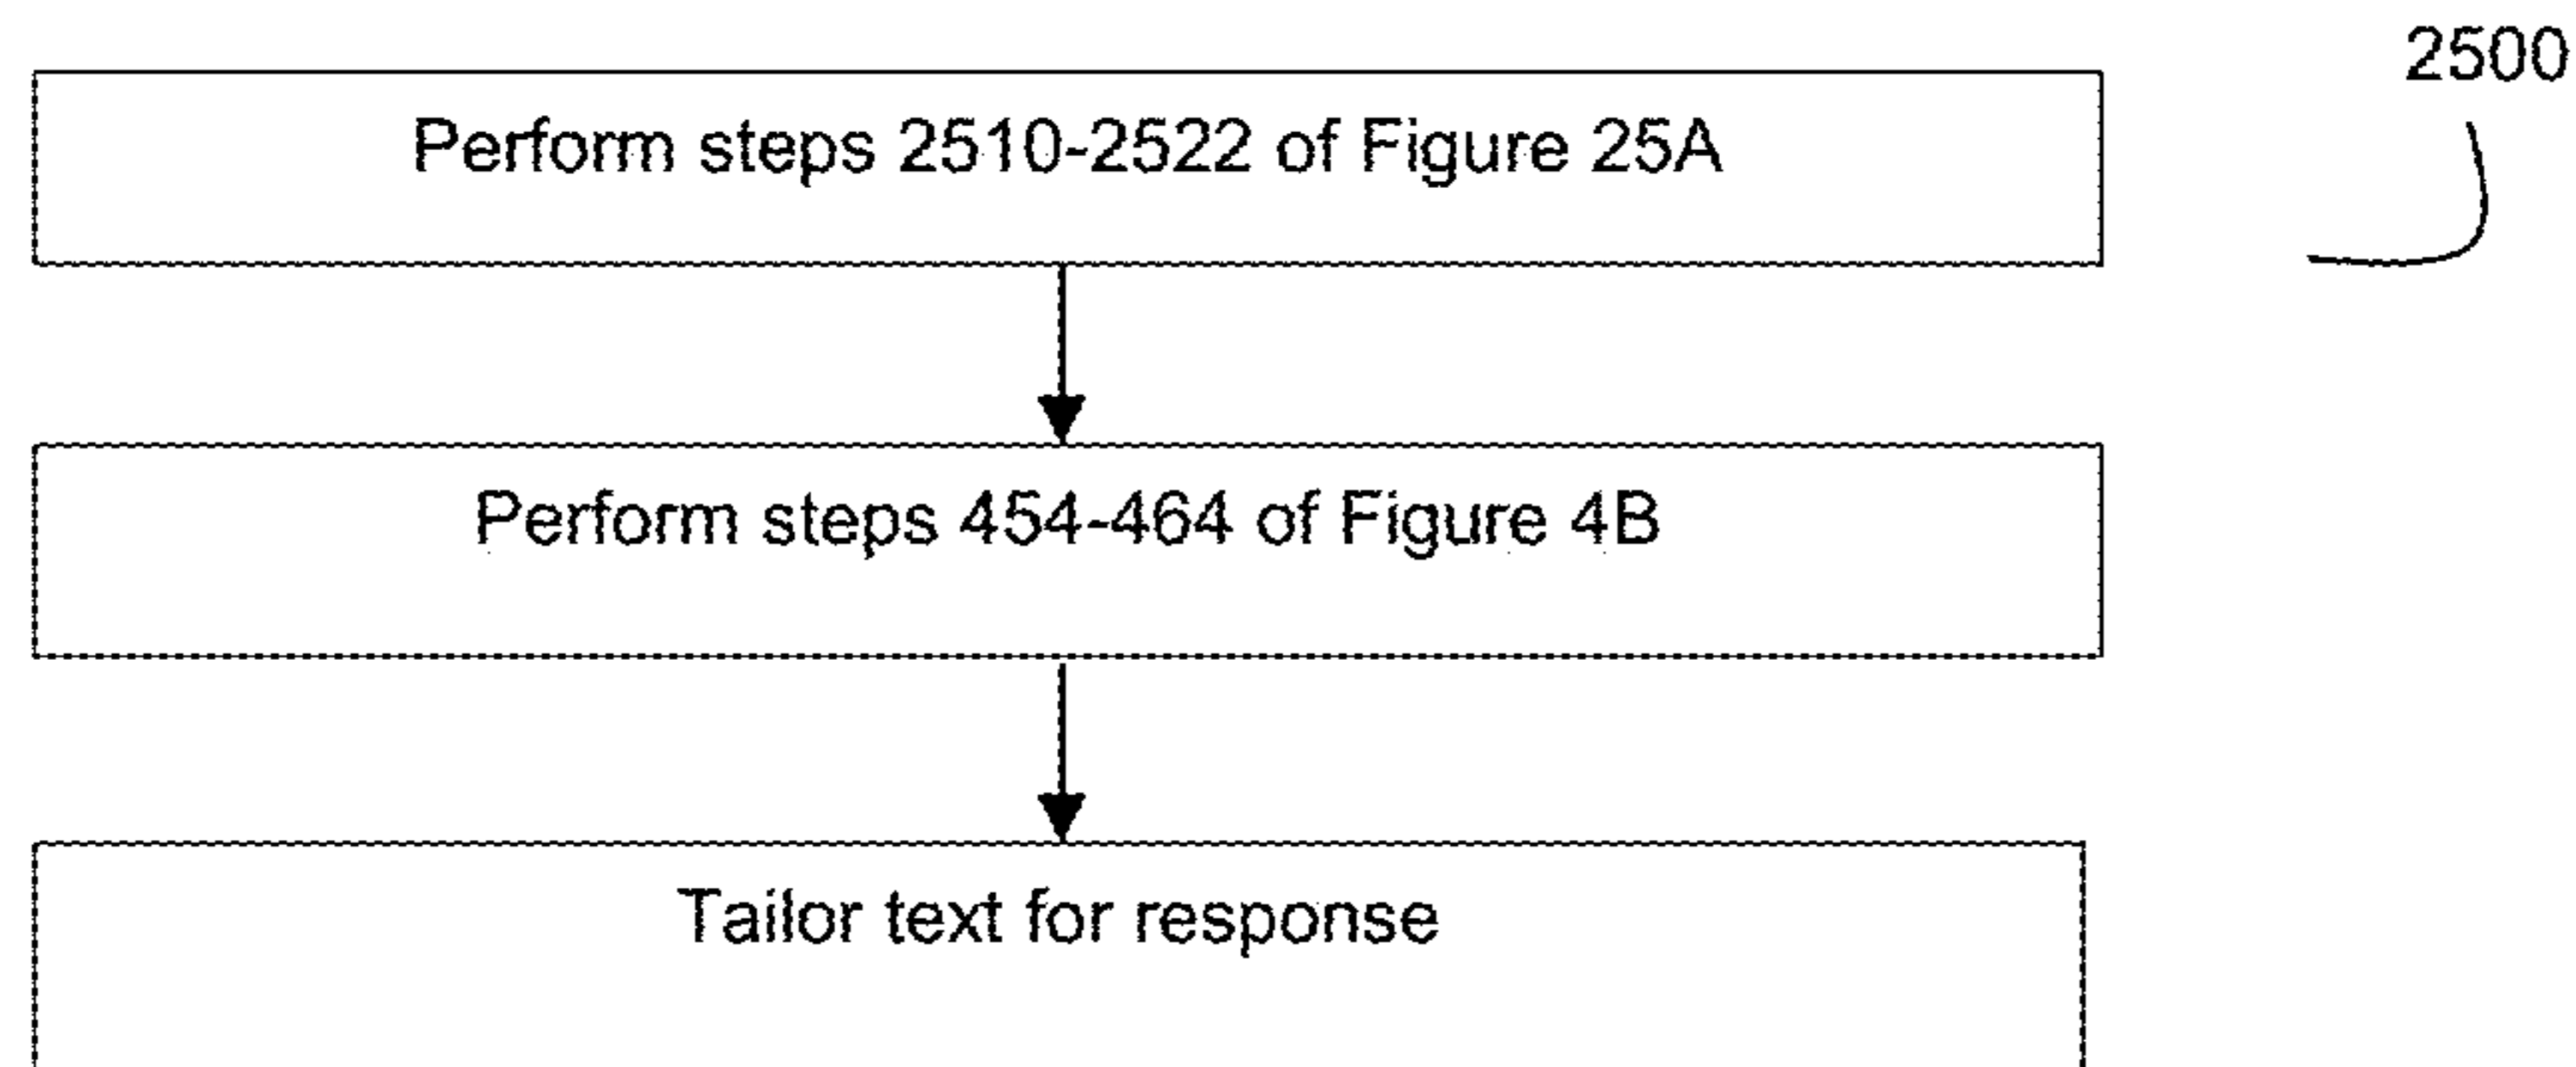 2500
Perform steps 2510-2522 of Figure 25A
Perform steps 454-464 of Figure 4B
Tailor text for response